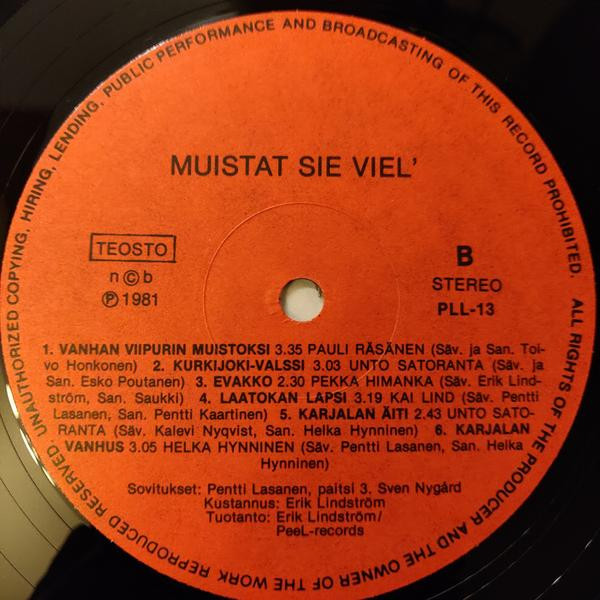 UNAUTHORIZED COPYING, HIRING, LENDING, PUBLIC PERFORMANCE AND BROADCASTING OF THIS RECORD PROHIBITED. ALL RIGHTS OF THE PRODUCER AND THE OWNER OF THE WORK REPRODUCED RESERVED.
MUISTAT SIE VIEL'
TEOSTO
n©b
℗ 1981
B
STEREO
PLL-13
1. VANHAN VIIPURIN MUISTOKSI 3.35 PAULI RÄSÄNEN (Säv. ja San. Toi-
vo Honkonen) 2. KURKIJOKI-VALSSI 3.03 UNTO SATORANTA (Säv. ja
San. Esko Poutanen) 3. EVAKKO 2.30 PEKKA HIMANKA (Säv. Erik Lind-
ström, San. Saukki) 4. LAATOKAN LAPSI 3.19 KAI LIND (Säv. Pentti
Lasanen, San. Pentti Kaartinen) 5. KARJALAN ÄITI 2.43 UNTO SATO-
RANTA (Säv. Kalevi Nyqvist, San. Helka Hynninen) 6. KARJALAN
VANHUS 3.05 HELKA HYNNINEN (Säv. Pentti Lasanen, San. Helka
Hynninen)
Sovitukset: Pentti Lasanen, paitsi 3. Sven Nygård
Kustannus: Erik Lindström
Tuotanto: Erik Lindström/
PeeL-records